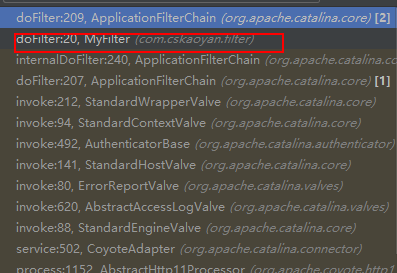 doFilter:209, ApplicationFilterChain (org.apache.catalina.core) [2]
doFilter:20, MyFilter (com.cskaoyan.filter)
internalDoFilter:240, ApplicationFilterChain (org.apache.catalina.co
doFilter:207, ApplicationFilterChain (org.apache.catalina.core) [1]
invoke:212, StandardWrapperValve (org.apache.catalina.core)
invoke:94, StandardContextValve (org.apache.catalina.core)
invoke:492, AuthenticatorBase (org.apache.catalina.authenticator)
invoke:141, StandardHostValve (org.apache.catalina.core)
invoke:80, ErrorReportValve (org.apache.catalina.valves)
invoke:620, AbstractAccessLogValve (org.apache.catalina.valves)
invoke:88, StandardEngineValve (org.apache.catalina.core)
service:502, CoyoteAdapter (org.apache.catalina.connector)
process:1152, AbstractHttp11Processor (org.apache.coyote.http1